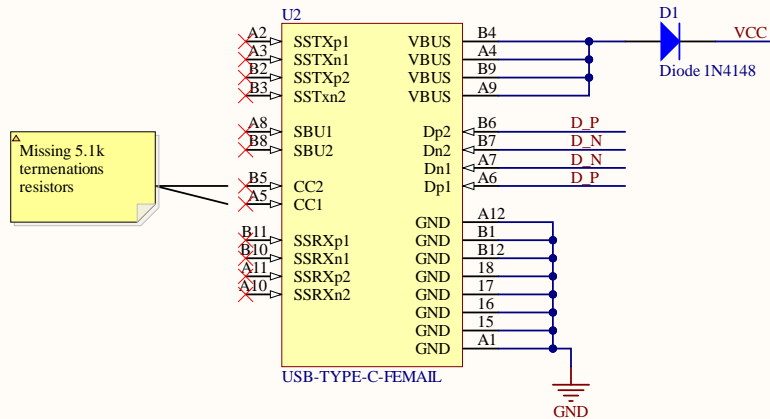 U2
A2 SSTXp1
A3 SSTXn1
B2 SSTXp2
B3 SSTxn2
A8 SBU1
B8 SBU2
B5 CC2
A5 CC1
B11 SSRXp1
B10 SSRXn1
A11 SSRXp2
A10 SSRXn2
VBUS B4
VBUS A4
VBUS B9
VBUS A9
Dp2 B6 D_P
Dn2 B7 D_N
Dn1 A7 D_N
Dp1 A6 D_P
GND A12
GND B1
GND B12
GND 18
GND 17
GND 16
GND 15
GND A1
USB-TYPE-C-FEMAIL
D1
VCC
Diode 1N4148
GND
Missing 5.1k
termenations
resistors